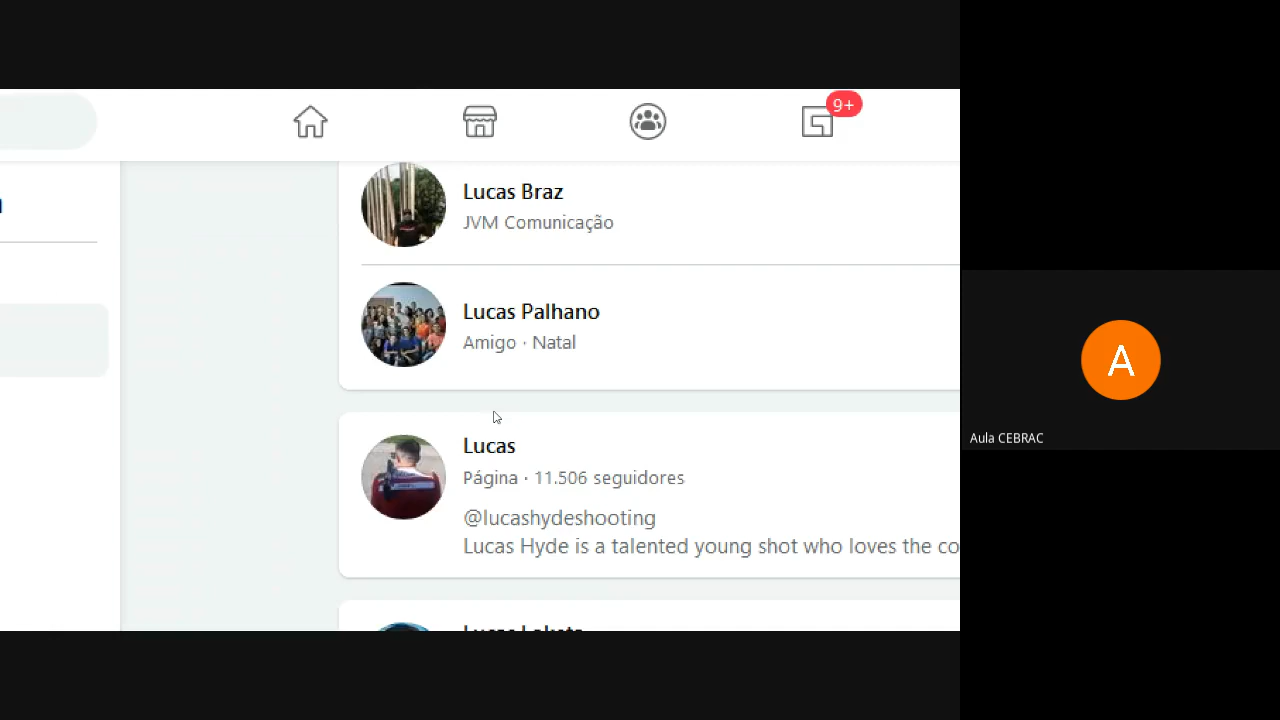 9+
Lucas Braz
JVM Comunicação
Lucas Palhano
Amigo · Natal
Lucas
Página · 11.506 seguidores
@lucashydeshooting
Lucas Hyde is a talented young shot who loves the co
A
Aula CEBRAC